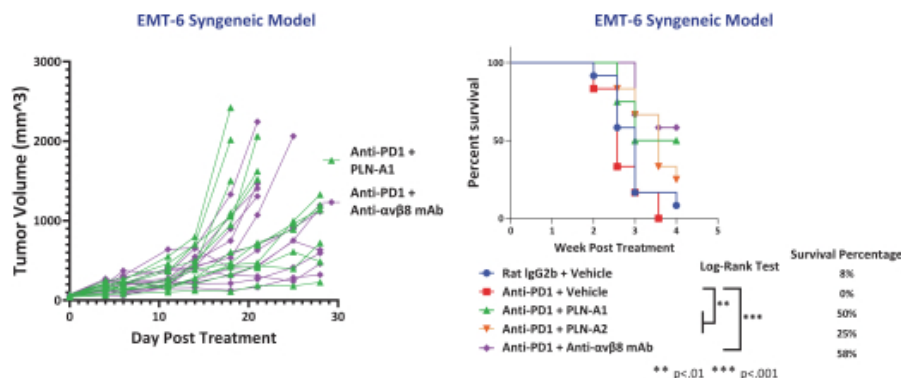 EMT-6 Syngeneic Model
Tumor Volume (mm^3)
3000
2000
1000
0
0
10
20
30
Day Post Treatment
Anti-PD1 +
PLN-A1
Anti-PD1 +
Anti-αvβ8 mAb
EMT-6 Syngeneic Model
Percent survival
100
50
0
0
1
2
3
4
5
Week Post Treatment
Log-Rank Test
Survival Percentage
Rat IgG2b + Vehicle
8%
Anti-PD1 + Vehicle
0%
Anti-PD1 + PLN-A1
50%
Anti-PD1 + PLN-A2
25%
Anti-PD1 + Anti-αvβ8 mAb
58%
**
***
** p<.01 *** p<.001